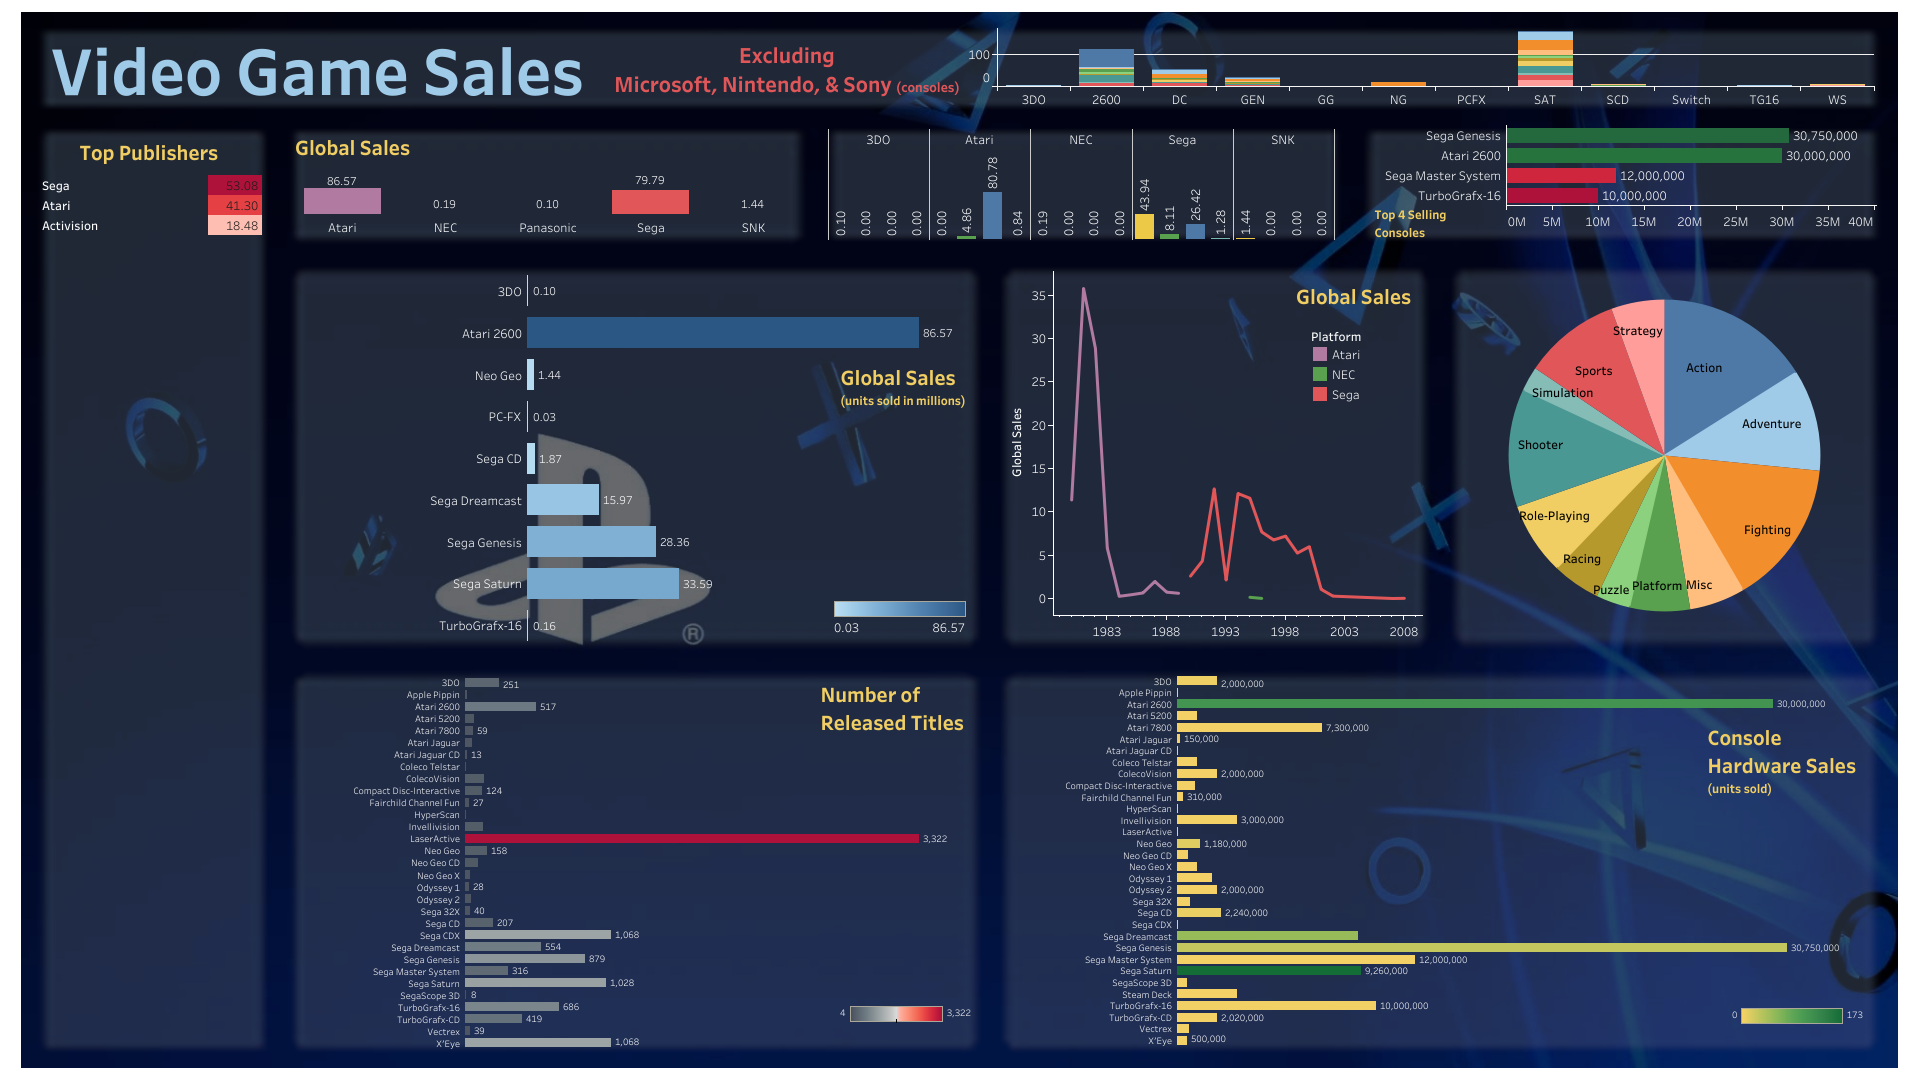 Video Game Sales
Excluding
Microsoft, Nintendo, & Sony (consoles)
100
0
3DO 2600 DC GEN GG NG PCFX SAT SCD Switch TG16 WS
Top Publishers
Sega 53.08
Atari 41.30
Activision 18.48
Global Sales
86.57 0.19 0.10 79.79 1.44
Atari NEC Panasonic Sega SNK
3DO Atari NEC Sega SNK
0.10 0.00 0.00 0.00 0.00 4.86 80.78 0.84 0.19 0.00 0.00 0.00 43.94 8.11 26.42 1.28 1.44 0.00 0.00 0.00
Sega Genesis 30,750,000
Atari 2600 30,000,000
Sega Master System 12,000,000
TurboGrafx-16 10,000,000
Top 4 Selling
Consoles
0M 5M 10M 15M 20M 25M 30M 35M 40M
3DO 0.10
Atari 2600 86.57
Neo Geo 1.44
PC-FX 0.03
Sega CD 1.87
Sega Dreamcast 15.97
Sega Genesis 28.36
Sega Saturn 33.59
TurboGrafx-16 0.16
Global Sales
(units sold in millions)
0.03 86.57
®
Global Sales
Platform
Atari
NEC
Sega
Global Sales
35
30
25
20
15
10
5
0
1983 1988 1993 1998 2003 2008
Strategy
Action
Sports
Simulation
Adventure
Shooter
Role-Playing
Fighting
Racing
Puzzle
Platform
Misc
Number of
Released Titles
3DO 251
Apple Pippin
Atari 2600 517
Atari 5200
Atari 7800 59
Atari Jaguar
Atari Jaguar CD 13
Coleco Telstar
ColecoVision
Compact Disc-Interactive 124
Fairchild Channel Fun 27
HyperScan
Invellivision
LaserActive 3,322
Neo Geo 158
Neo Geo CD
Neo Geo X
Odyssey 1 28
Odyssey 2
Sega 32X 40
Sega CD 207
Sega CDX 1,068
Sega Dreamcast 554
Sega Genesis 879
Sega Master System 316
Sega Saturn 1,028
SegaScope 3D 8
TurboGrafx-16 686
TurboGrafx-CD 419
Vectrex 39
X'Eye 1,068
4 3,322
Console
Hardware Sales
(units sold)
3DO 2,000,000
Apple Pippin
Atari 2600 30,000,000
Atari 5200
Atari 7800 7,300,000
Atari Jaguar 150,000
Atari Jaguar CD
Coleco Telstar
ColecoVision 2,000,000
Compact Disc-Interactive
Fairchild Channel Fun 310,000
HyperScan
Invellivision 3,000,000
LaserActive
Neo Geo 1,180,000
Neo Geo CD
Neo Geo X
Odyssey 1
Odyssey 2 2,000,000
Sega 32X
Sega CD 2,240,000
Sega CDX
Sega Dreamcast
Sega Genesis 30,750,000
Sega Master System 12,000,000
Sega Saturn 9,260,000
SegaScope 3D
Steam Deck
TurboGrafx-16 10,000,000
TurboGrafx-CD 2,020,000
Vectrex
X'Eye 500,000
0 173